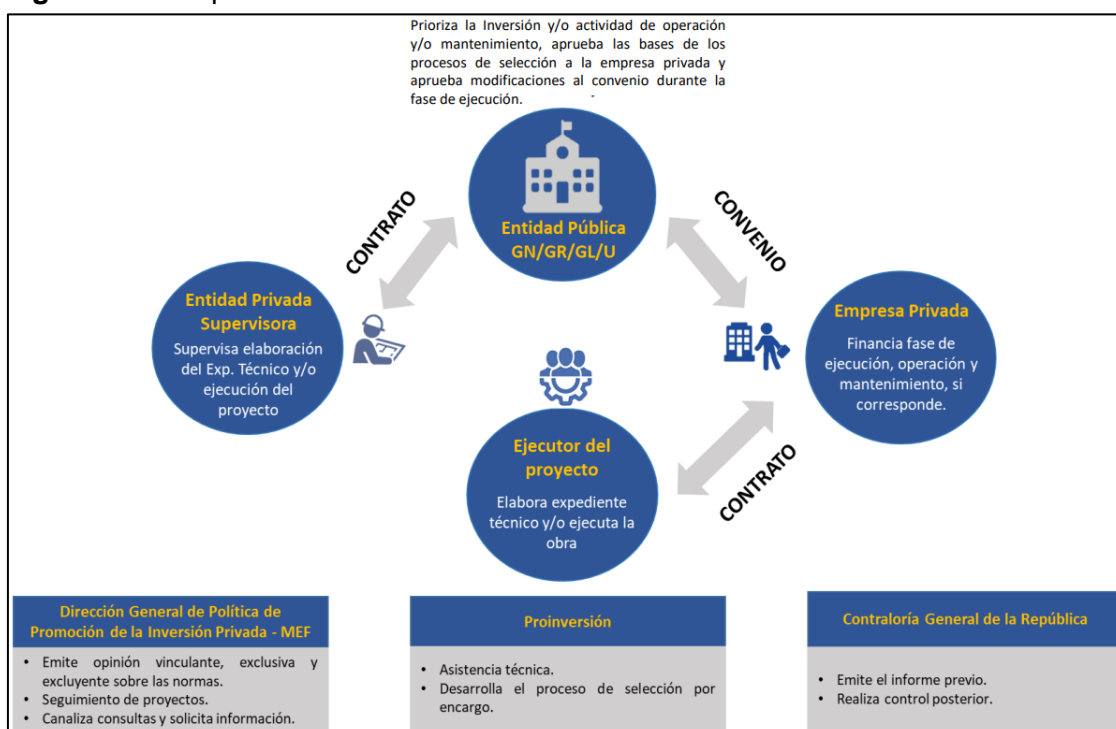 Prioriza la Inversión y/o actividad de operación
y/o mantenimiento, aprueba las bases de los
procesos de selección a la empresa privada y
aprueba modificaciones al convenio durante la
fase de ejecución.
Entidad Pública
GN/GR/GL/U
CONTRATO
CONVENIO
Entidad Privada
Supervisora
Supervisa elaboración
del Exp. Técnico y/o
ejecución del
proyecto
Empresa Privada
Financia fase de
ejecución, operación y
mantenimiento, si
corresponde.
Ejecutor del
proyecto
Elabora expediente
técnico y/o ejecuta la
obra
CONTRATO
Dirección General de Política de
Promoción de la Inversión Privada - MEF
• Emite opinión vinculante, exclusiva y
excluyente sobre las normas.
• Seguimiento de proyectos.
• Canaliza consultas y solicita información.
Proinversión
• Asistencia técnica.
• Desarrolla el proceso de selección por
encargo.
Contraloría General de la República
• Emite el informe previo.
• Realiza control posterior.